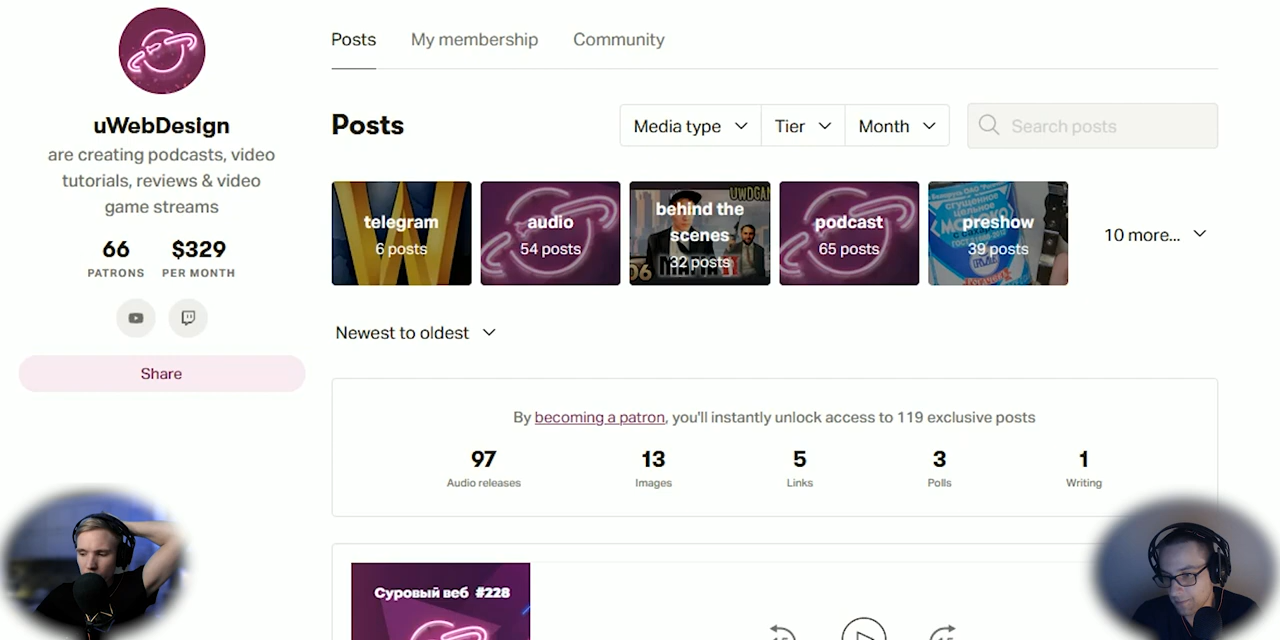 Posts
My membership
Community
uWebDesign
are creating podcasts, video
tutorials, reviews & video
game streams
66
PATRONS
$329
PER MONTH
Share
Posts
Media type
Tier
Month
Search posts
telegram
6 posts
audio
54 posts
behind the
scenes
32 posts
podcast
65 posts
preshow
39 posts
10 more...
Newest to oldest
By becoming a patron, you'll instantly unlock access to 119 exclusive posts
97
Audio releases
13
Images
5
Links
3
Polls
1
Writing
Суровый веб #228